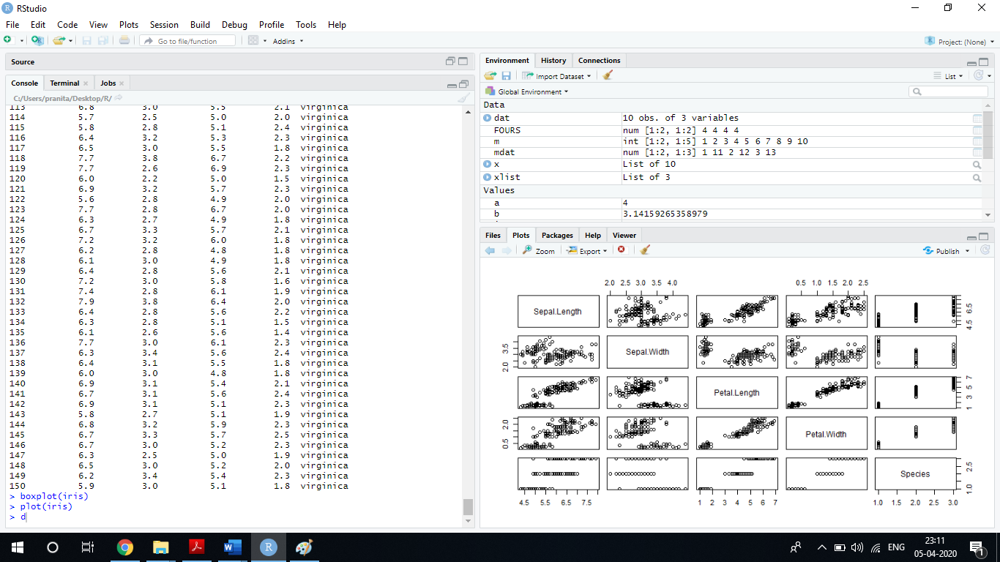 RStudio
File Edit Code View Plots Session Build Debug Profile Tools Help
Go to file/function Addins Project: (None)
Source
Console Terminal Jobs
C:/Users/pranita/Desktop/R/
113 6.8 3.0 5.5 2.1 virginica
114 5.7 2.5 5.0 2.0 virginica
115 5.8 2.8 5.1 2.4 virginica
116 6.4 3.2 5.3 2.3 virginica
117 6.5 3.0 5.5 1.8 virginica
118 7.7 3.8 6.7 2.2 virginica
119 7.7 2.6 6.9 2.3 virginica
120 6.0 2.2 5.0 1.5 virginica
121 6.9 3.2 5.7 2.3 virginica
122 5.6 2.8 4.9 2.0 virginica
123 7.7 2.8 6.7 2.0 virginica
124 6.3 2.7 4.9 1.8 virginica
125 6.7 3.3 5.7 2.1 virginica
126 7.2 3.2 6.0 1.8 virginica
127 6.2 2.8 4.8 1.8 virginica
128 6.1 3.0 4.9 1.8 virginica
129 6.4 2.8 5.6 2.1 virginica
130 7.2 3.0 5.8 1.6 virginica
131 7.4 2.8 6.1 1.9 virginica
132 7.9 3.8 6.4 2.0 virginica
133 6.4 2.8 5.6 2.2 virginica
134 6.3 2.8 5.1 1.5 virginica
135 6.1 2.6 5.6 1.4 virginica
136 7.7 3.0 6.1 2.3 virginica
137 6.3 3.4 5.6 2.4 virginica
138 6.4 3.1 5.5 1.8 virginica
139 6.0 3.0 4.8 1.8 virginica
140 6.9 3.1 5.4 2.1 virginica
141 6.7 3.1 5.6 2.4 virginica
142 6.9 3.1 5.1 2.3 virginica
143 5.8 2.7 5.1 1.9 virginica
144 6.8 3.2 5.9 2.3 virginica
145 6.7 3.3 5.7 2.5 virginica
146 6.7 3.0 5.2 2.3 virginica
147 6.3 2.5 5.0 1.9 virginica
148 6.5 3.0 5.2 2.0 virginica
149 6.2 3.4 5.4 2.3 virginica
150 5.9 3.0 5.1 1.8 virginica
> boxplot(iris)
> plot(iris)
> d
Environment History Connections
Import Dataset List
Global Environment
Data
dat 10 obs. of 3 variables
FOURS num [1:2, 1:2] 4 4 4 4
m int [1:2, 1:5] 1 2 3 4 5 6 7 8 9 10
mdat num [1:2, 1:3] 1 11 2 12 3 13
x List of 10
xlist List of 3
Values
a 4
b 3.14159265358979
Files Plots Packages Help Viewer
Zoom Export Publish
2.0 2.5 3.0 3.5 4.0 0.5 1.0 1.5 2.0 2.5
Sepal.Length 4.5 6.5
2.0 3.5 Sepal.Width
Petal.Length 1 3 5 7
0.5 2.0 Petal.Width
Species 1.0 2.5
4.5 5.5 6.5 7.5 1 2 3 4 5 6 7 1.0 1.5 2.0 2.5 3.0
ENG 23:11
05-04-2020
1